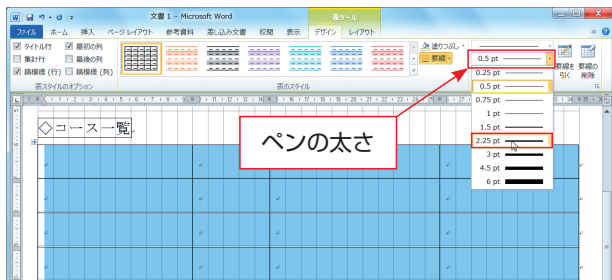 文書 1 - Microsoft Word
表ツール
ファイル ホーム 挿入 ページ レイアウト 参考資料 差し込み文書 校閲 表示 デザイン レイアウト
タイトル行 最初の列
集計行 最後の列
縞模様 (行) 縞模様 (列)
表スタイルのオプション
表のスタイル
塗りつぶし
罫線
0.5 pt
罫線を引く
罫線の削除
0.25 pt
0.5 pt
0.75 pt
1 pt
1.5 pt
2.25 pt
3 pt
4.5 pt
6 pt
◇コース一覧
ペンの太さ